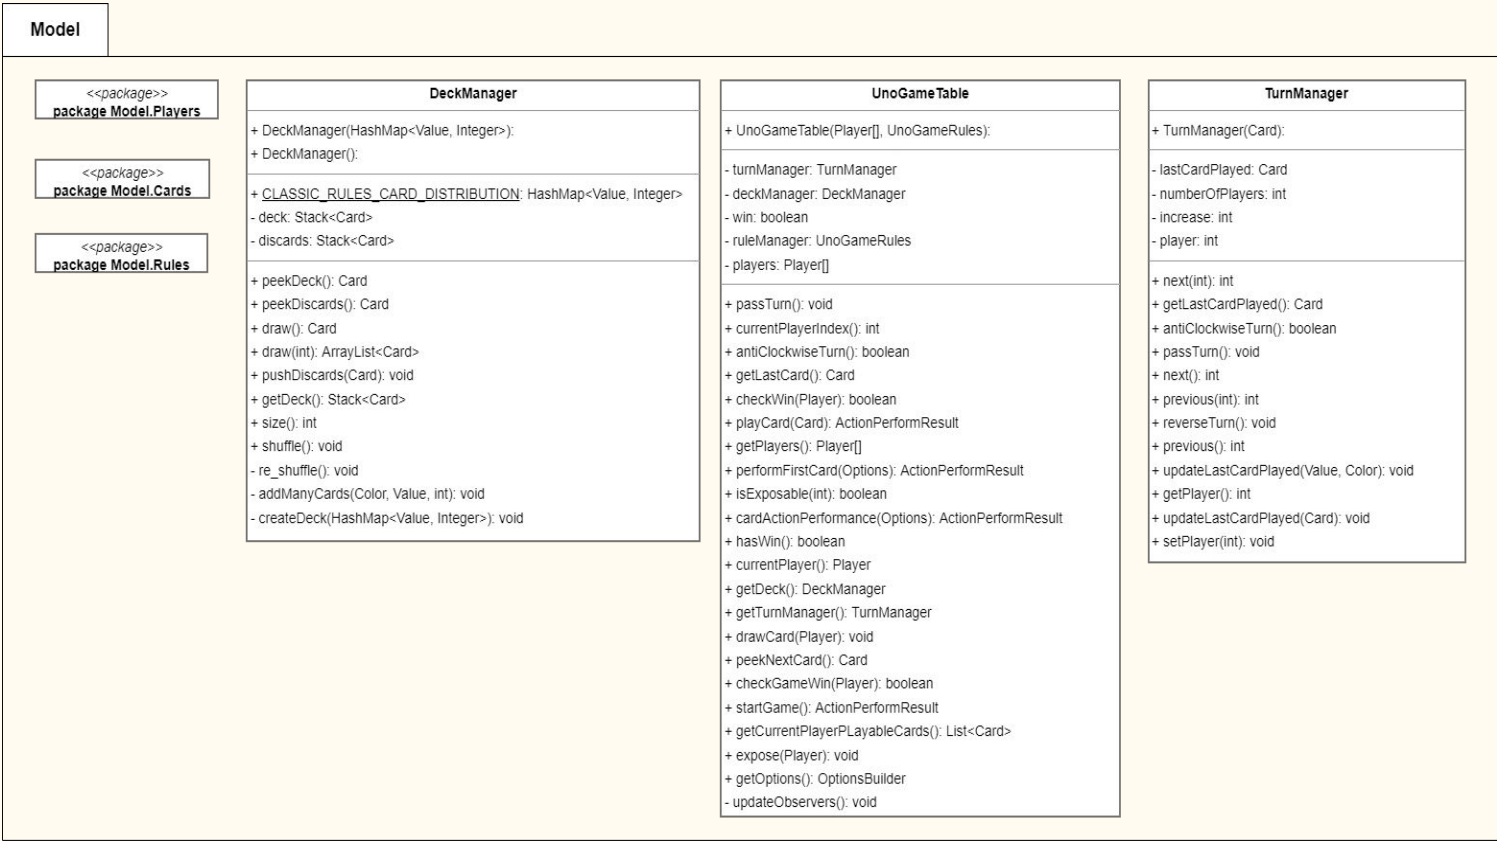 Model
<<package>>
package Model.Players
<<package>>
package Model.Cards
<<package>>
package Model.Rules
DeckManager
+ DeckManager(HashMap<Value, Integer>):
+ DeckManager():
+ CLASSIC_RULES_CARD_DISTRIBUTION: HashMap<Value, Integer>
- deck: Stack<Card>
- discards: Stack<Card>
+ peekDeck(): Card
+ peekDiscards(): Card
+ draw(): Card
+ draw(int): ArrayList<Card>
+ pushDiscards(Card): void
+ getDeck(): Stack<Card>
+ size(): int
+ shuffle(): void
- re_shuffle(): void
- addManyCards(Color, Value, int): void
- createDeck(HashMap<Value, Integer>): void
UnoGameTable
+ UnoGameTable(Player[], UnoGameRules):
- turnManager: TurnManager
- deckManager: DeckManager
- win: boolean
- ruleManager: UnoGameRules
- players: Player[]
+ passTurn(): void
+ currentPlayerIndex(): int
+ antiClockwiseTurn(): boolean
+ getLastCard(): Card
+ checkWin(Player): boolean
+ playCard(Card): ActionPerformResult
+ getPlayers(): Player[]
+ performFirstCard(Options): ActionPerformResult
+ isExposable(int): boolean
+ cardActionPerformance(Options): ActionPerformResult
+ hasWin(): boolean
+ currentPlayer(): Player
+ getDeck(): DeckManager
+ getTurnManager(): TurnManager
+ drawCard(Player): void
+ peekNextCard(): Card
+ checkGameWin(Player): boolean
+ startGame(): ActionPerformResult
+ getCurrentPlayerPLayableCards(): List<Card>
+ expose(Player): void
+ getOptions(): OptionsBuilder
- updateObservers(): void
TurnManager
+ TurnManager(Card):
- lastCardPlayed: Card
- numberOfPlayers: int
- increase: int
- player: int
+ next(int): int
+ getLastCardPlayed(): Card
+ antiClockwiseTurn(): boolean
+ passTurn(): void
+ next(): int
+ previous(int): int
+ reverseTurn(): void
+ previous(): int
+ updateLastCardPlayed(Value, Color): void
+ getPlayer(): int
+ updateLastCardPlayed(Card): void
+ setPlayer(int): void